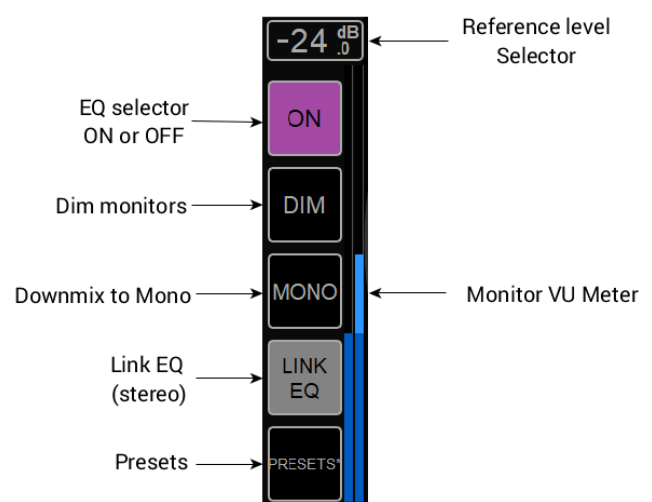 -24 dB
.0
Reference level
Selector
EQ selector
ON or OFF
ON
Dim monitors
DIM
Downmix to Mono
MONO
Monitor VU Meter
Link EQ
(stereo)
LINK
EQ
Presets
PRESETS*